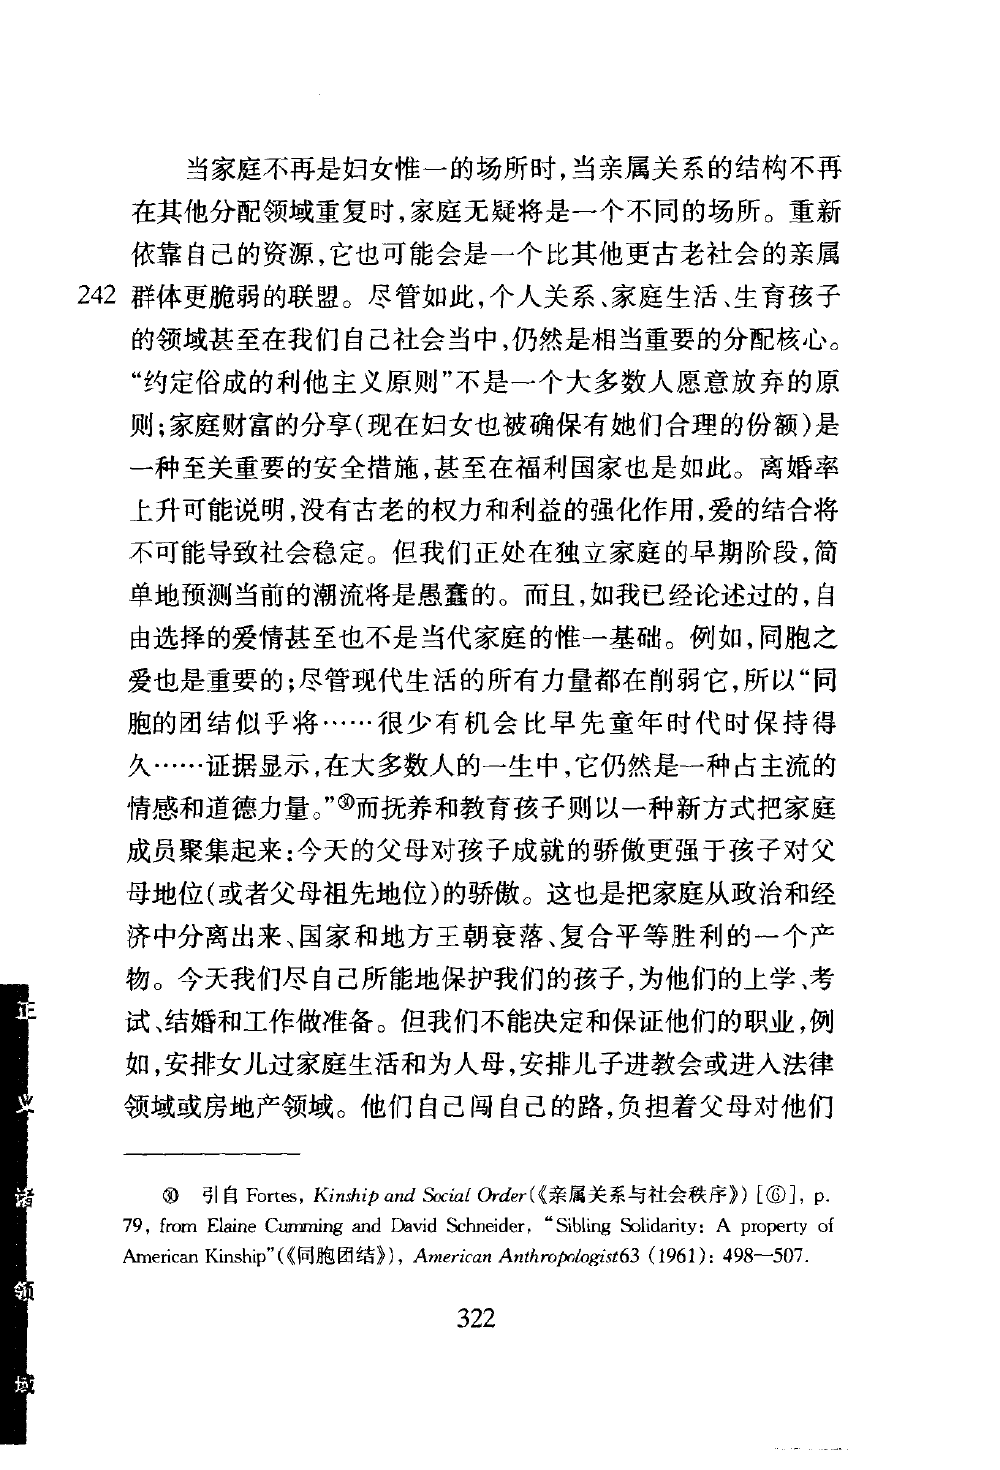 当家庭不再是妇女惟一的场所时,当亲属关系的结构不再
在其他分配领域重复时,家庭无疑将是一个不同的场所。重新
依靠自己的资源,它也可能会是一个比其他更古老社会的亲属
242 群体更脆弱的联盟。尽管如此,个人关系、家庭生活、生育孩子
的领域甚至在我们自己社会当中,仍然是相当重要的分配核心。
“约定俗成的利他主义原则”不是一个大多数人愿意放弃的原
则;家庭财富的分享(现在妇女也被确保有她们合理的份额)是
一种至关重要的安全措施,甚至在福利国家也是如此。离婚率
上升可能说明,没有古老的权力和利益的强化作用,爱的结合将
不可能导致社会稳定。但我们正处在独立家庭的早期阶段,简
单地预测当前的潮流将是愚蠢的。而且,如我已经论述过的,自
由选择的爱情甚至也不是当代家庭的惟一基础。例如,同胞之
爱也是重要的;尽管现代生活的所有力量都在削弱它,所以“同
胞的团结似乎将……很少有机会比早先童年时代时保持得
久……证据显示,在大多数人的一生中,它仍然是一种占主流的
情感和道德力量。”㉚而抚养和教育孩子则以一种新方式把家庭
成员聚集起来:今天的父母对孩子成就的骄傲更强于孩子对父
母地位(或者父母祖先地位)的骄傲。这也是把家庭从政治和经
济中分离出来、国家和地方王朝衰落、复合平等胜利的一个产
物。今天我们尽自己所能地保护我们的孩子,为他们的上学、考
试、结婚和工作做准备。但我们不能决定和保证他们的职业,例
如,安排女儿过家庭生活和为人母,安排儿子进教会或进入法律
领域或房地产领域。他们自己闯自己的路,负担着父母对他们
㉚ 引自 Fortes, Kinship and Social Order(《亲属关系与社会秩序》) [⑥], p.
79, from Elaine Cumming and David Schneider, “Sibling Solidarity: A property of
American Kinship”(《同胞团结》), American Anthropologist63 (1961): 498—507.
322
正
义
诸
领
域